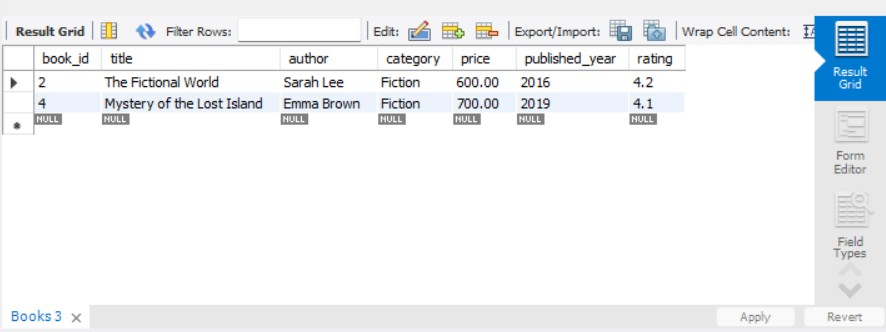 Result Grid Filter Rows: Edit: Export/Import: Wrap Cell Content:
book_id title author category price published_year rating
2 The Fictional World Sarah Lee Fiction 600.00 2016 4.2
4 Mystery of the Lost Island Emma Brown Fiction 700.00 2019 4.1
NULL NULL NULL NULL NULL NULL NULL
Result
Grid
Form
Editor
Field
Types
Books 3 Apply Revert